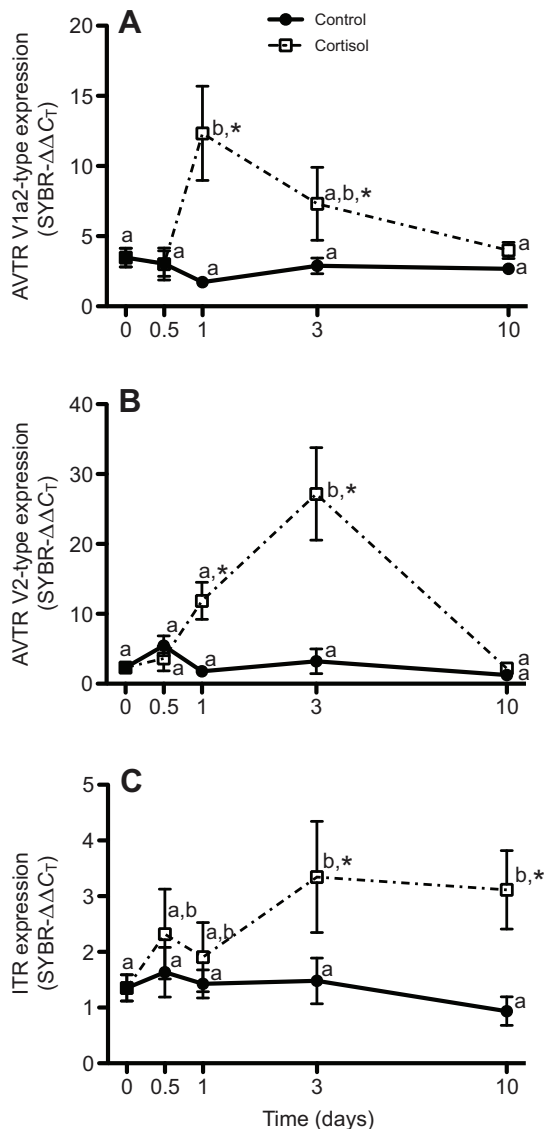 A
Control
Cortisol
AVTR V1a2-type expression
(SYBR-ΔΔCT)
20
15
10
5
0
a
a
b,*
a
a,b,*
a
a
a
0
0.5
1
3
10
B
AVTR V2-type expression
(SYBR-ΔΔCT)
40
30
20
10
0
a
a
a
a,*
a
b,*
a
a
a
0
0.5
1
3
10
C
ITR expression
(SYBR-ΔΔCT)
5
4
3
2
1
0
a
a,b
a
a,b
a
b,*
a
b,*
a
0
0.5
1
3
10
Time (days)